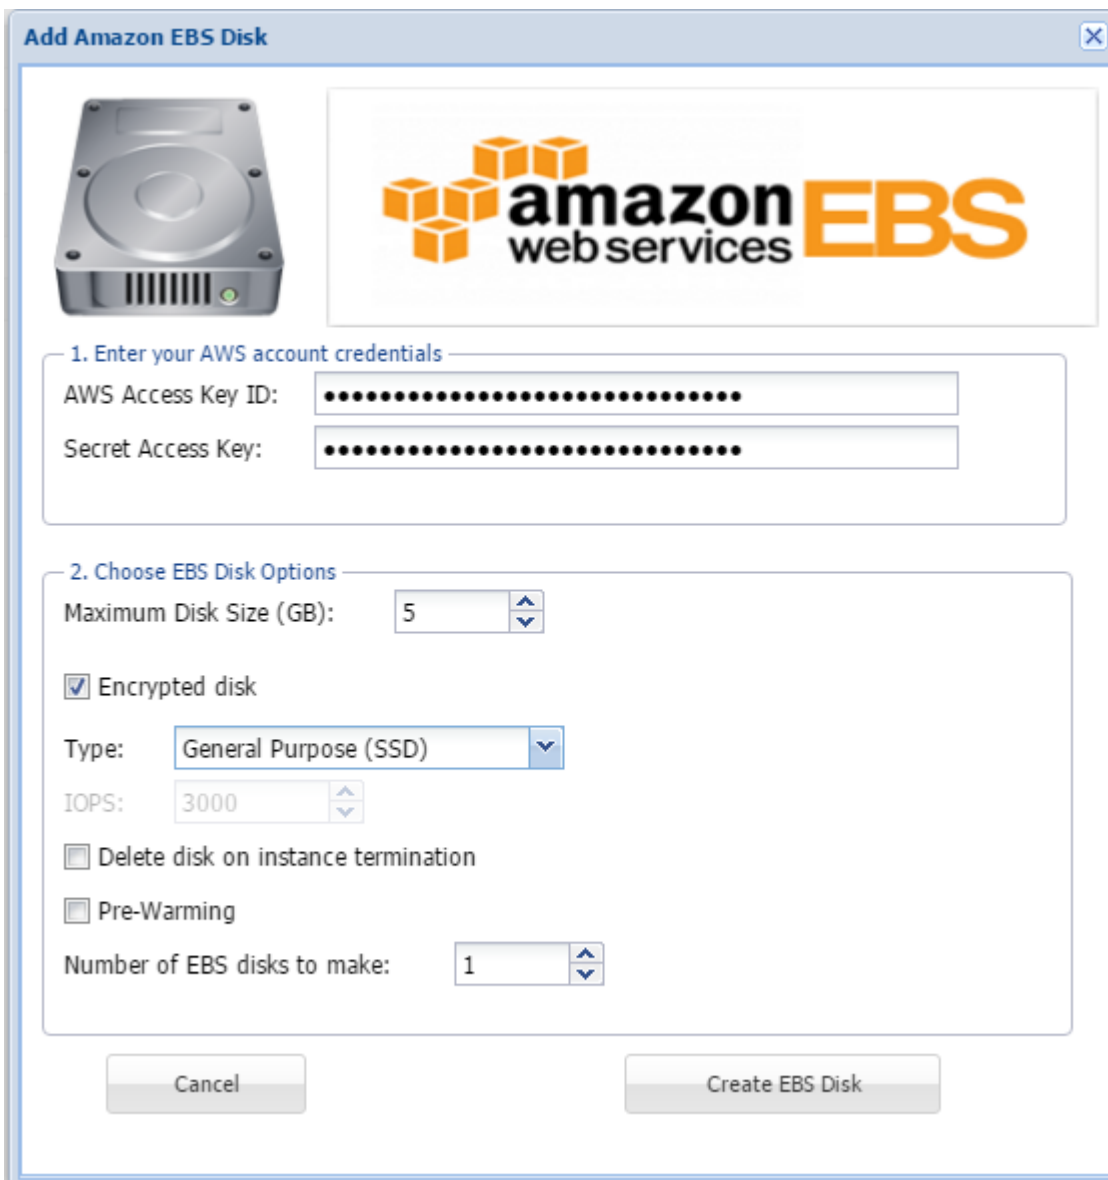 Add Amazon EBS Disk
amazon
web services
EBS
1. Enter your AWS account credentials
AWS Access Key ID: ••••••••••••••••••••••••••••••
Secret Access Key: ••••••••••••••••••••••••••••••
2. Choose EBS Disk Options
Maximum Disk Size (GB): 5
Encrypted disk
Type: General Purpose (SSD)
IOPS: 3000
Delete disk on instance termination
Pre-Warming
Number of EBS disks to make: 1
Cancel Create EBS Disk